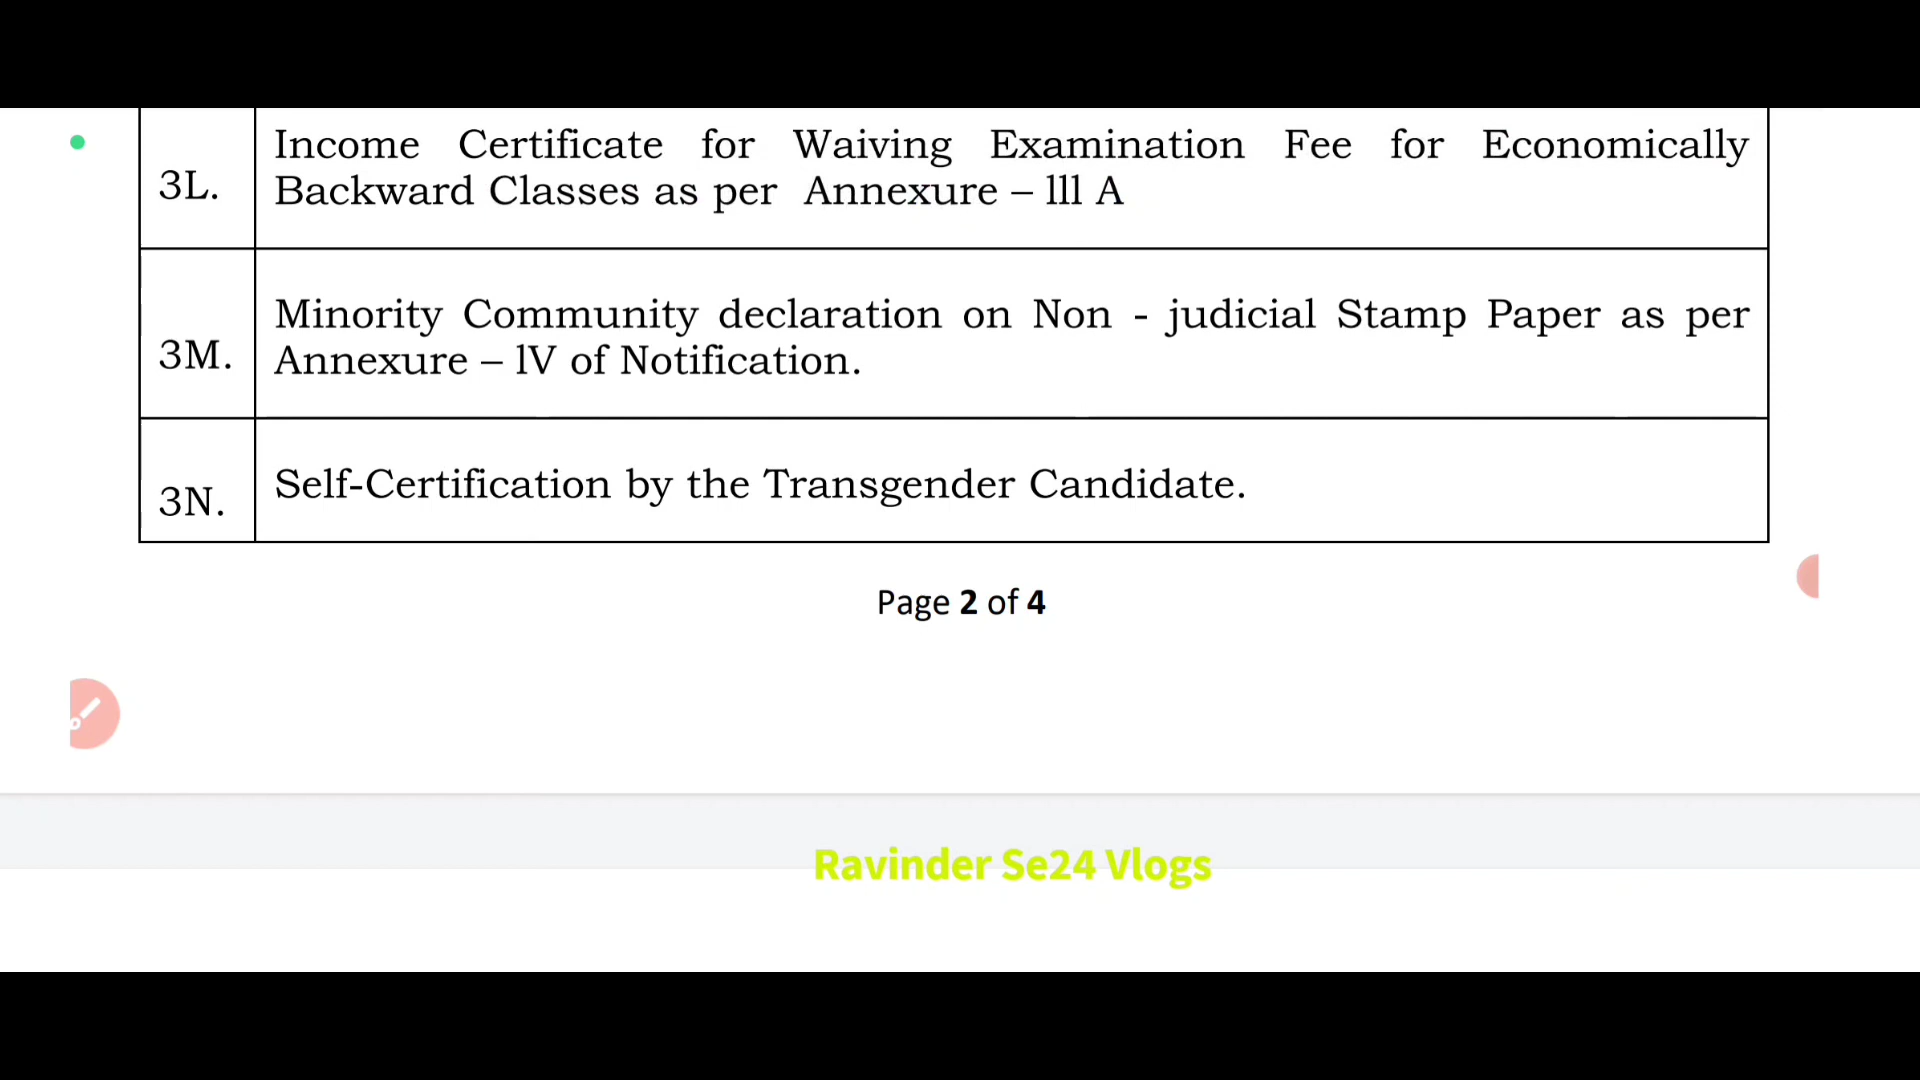 3L.
Income Certificate for Waiving Examination Fee for Economically
Backward Classes as per Annexure – lll A
3M.
Minority Community declaration on Non - judicial Stamp Paper as per
Annexure – lV of Notification.
3N.
Self-Certification by the Transgender Candidate.
Page 2 of 4
Ravinder Se24 Vlogs